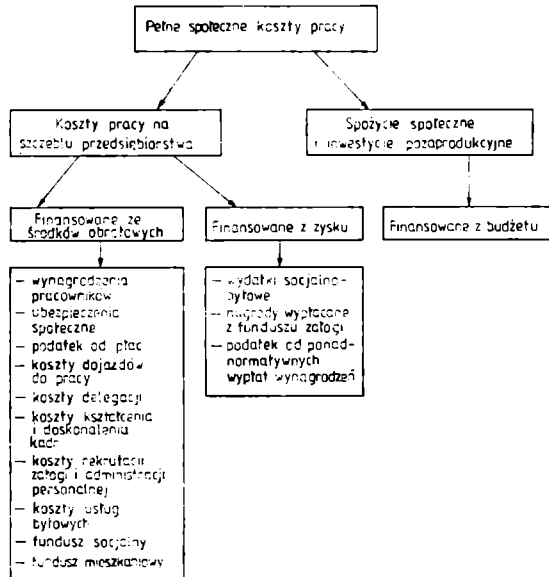 Pełne społeczne koszty pracy
Koszty pracy na
szczeblu przedsiębiorstwa
Spożycie społeczne
i inwestycje pozaprodukcyjne
Finansowane ze
środków obrotowych
Finansowane z zysku
Finansowane z budżetu
— wynagrodzenia
pracowników
— ubezpieczenia
społeczne
— podatek od płac
— koszty dojazdów
do pracy
— koszty delegacji
— koszty kształcenia
i doskonalenia
kadr
— koszty rekrutacji
załogi i administracji
personalnej
— koszty usług
bytowych
— fundusz socjalny
— fundusz mieszkaniowy
— wydatki socjalno-
bytowe
— nagrody wypłacane
z funduszu załogi
— podatek od ponad-
normatywnych
wypłat wynagrodzeń